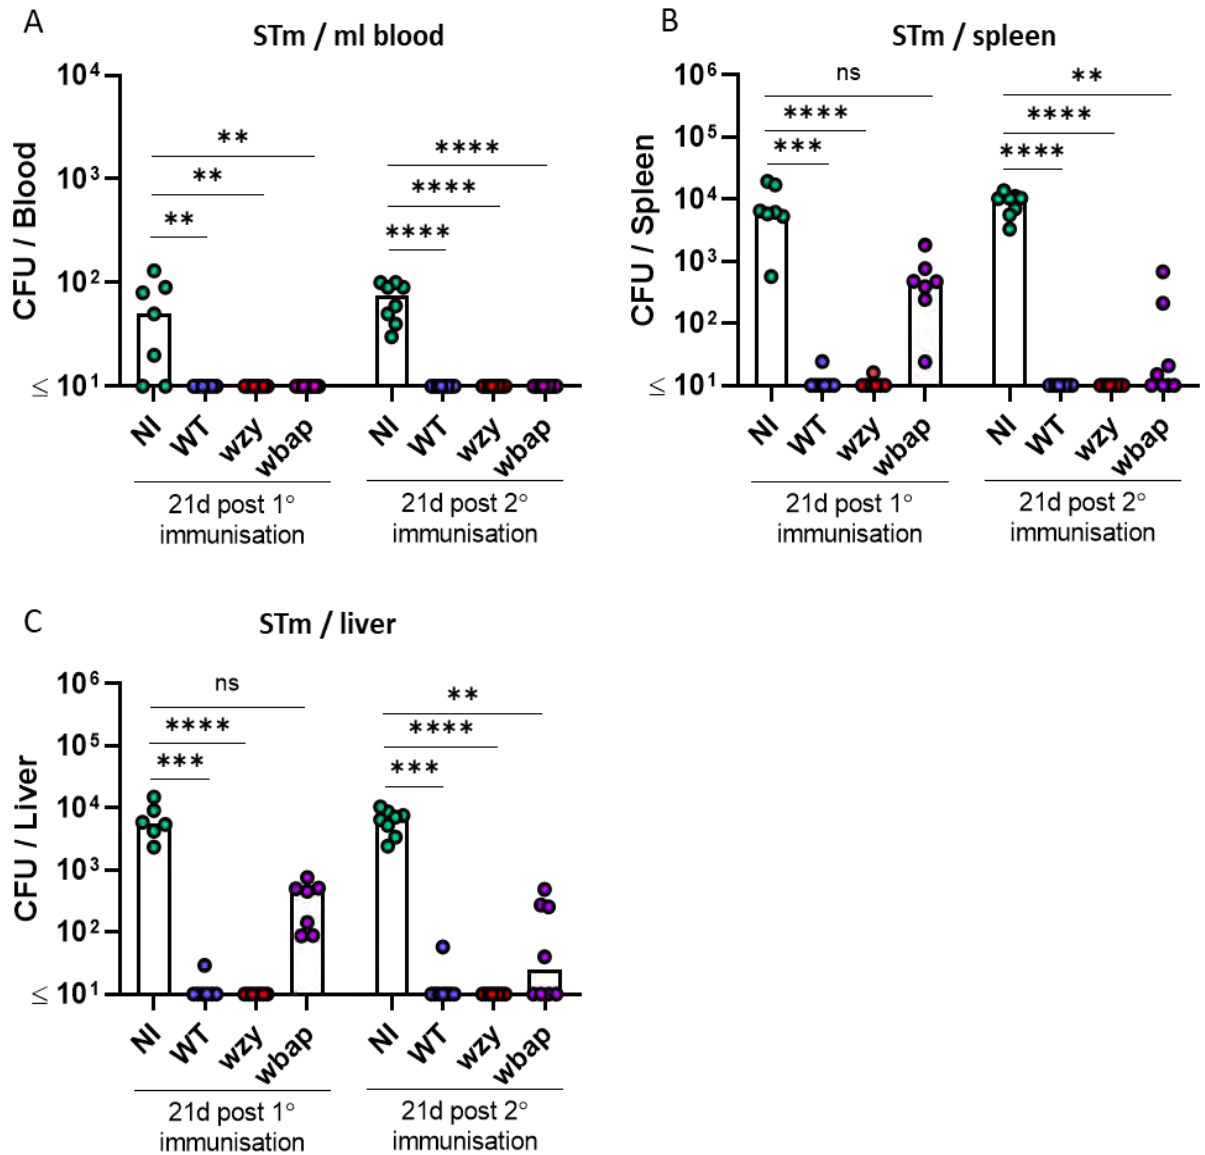 A
STm / ml blood
CFU / Blood
10⁴
10³
10²
≤ 10¹
**
**
**
****
****
****
NI WT wzy wbap NI WT wzy wbap
21d post 1° immunisation
21d post 2° immunisation
B
STm / spleen
CFU / Spleen
10⁶
10⁵
10⁴
10³
10²
≤ 10¹
ns
****
***
**
****
****
NI WT wzy wbap NI WT wzy wbap
21d post 1° immunisation
21d post 2° immunisation
C
STm / liver
CFU / Liver
10⁶
10⁵
10⁴
10³
10²
≤ 10¹
ns
****
***
**
****
***
NI WT wzy wbap NI WT wzy wbap
21d post 1° immunisation
21d post 2° immunisation